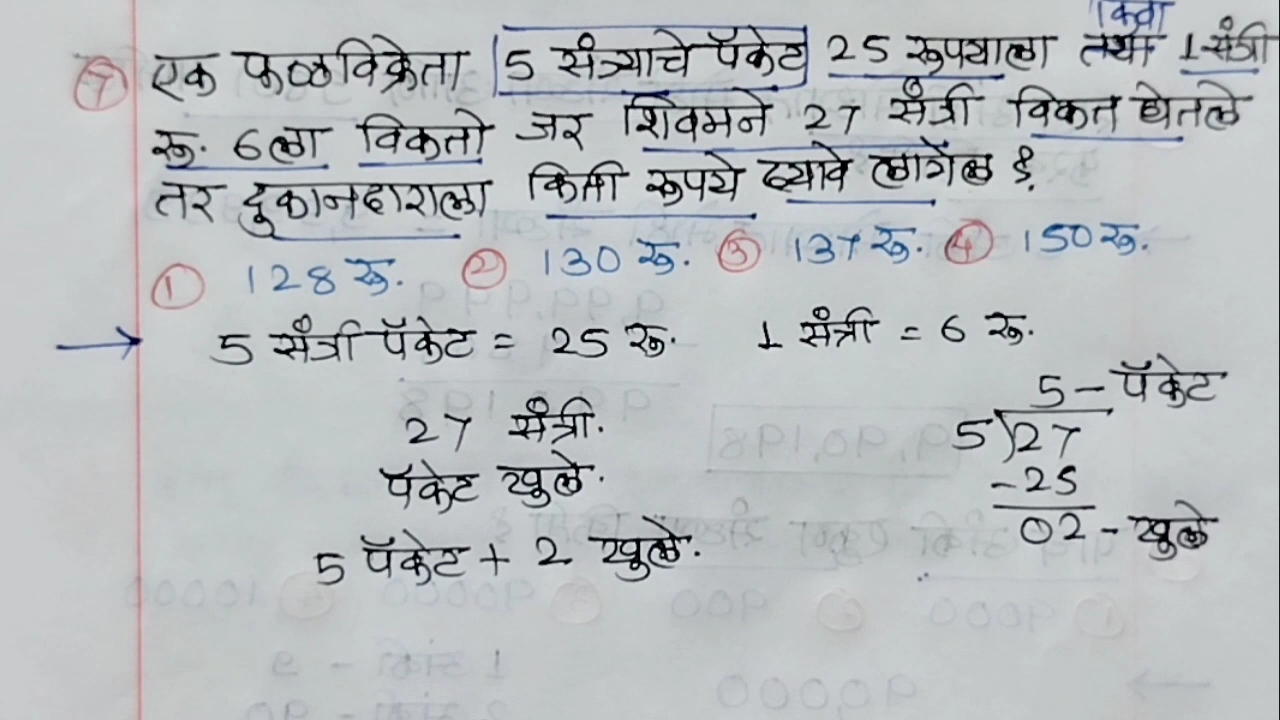 किंवा
⑦ एक फळविक्रेता 5 संत्र्याचे पॅकेट 25 रूपयाला तथा 1 संत्री
रू. 6ला विकतो जर शिवमने 27 संत्री विकत घेतले
तर दुकानदाराला किती रूपये द्यावे लागेल ?
① 128 रू. ② 130 रू. ③ 137 रू. ④ 150 रू.
→ 5 संत्री पॅकेट = 25 रू. 1 संत्री = 6 रू.
5 - पॅकेट
27 संत्री. 5)27
पॅकेट खुले. -25
02 - खुले
5 पॅकेट + 2 खुले.